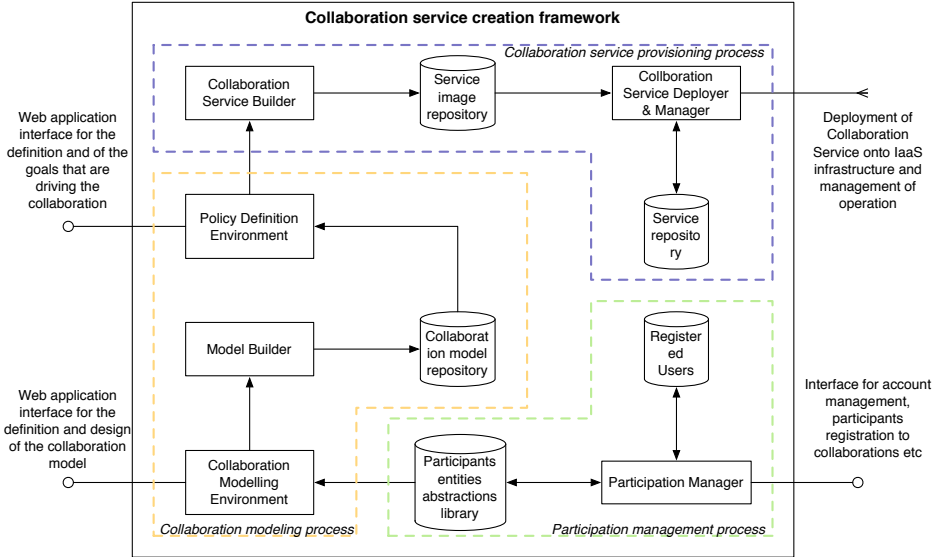 Collaboration service creation framework
Collaboration service provisioning process
Collaboration
Service Builder
Service
image
repository
Collboration
Service Deployer
& Manager
Web application
interface for the
definition and of the
goals that are
driving the
collaboration
Deployment of
Collaboration
Service onto IaaS
infrastructure and
management of
operation
Policy Definition
Environment
Service
reposito
ry
Model Builder
Collaborat
ion model
repository
Register
ed
Users
Web application
interface for the
definition and design
of the collaboration
model
Interface for account
management,
participants
registration to
collaborations etc
Collaboration
Modelling
Environment
Participants
entities
abstractions
library
Participation Manager
Collaboration modeling process
Participation management process